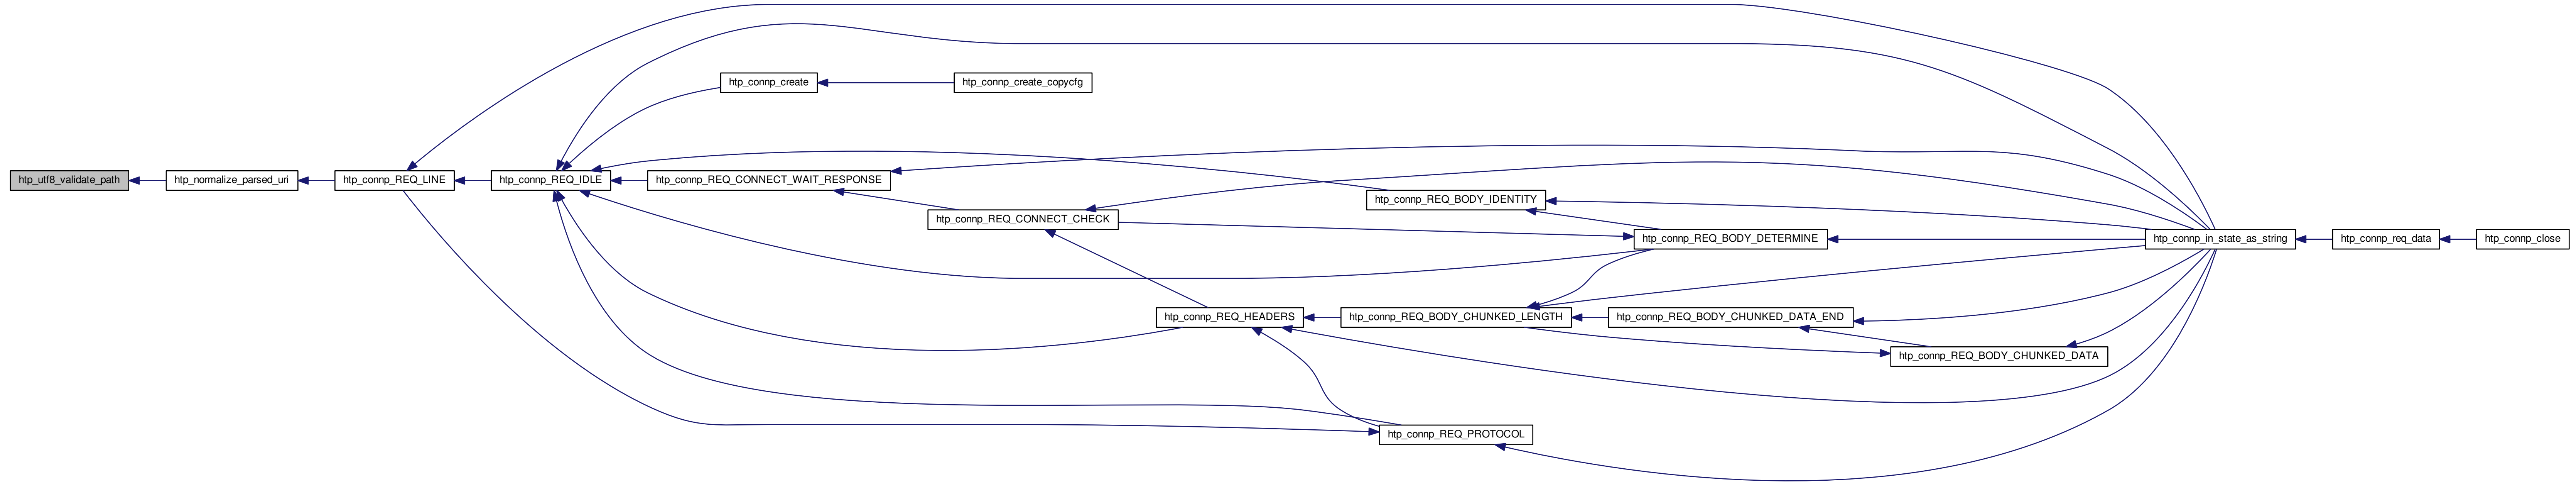 htp_connp_create
htp_connp_create_copycfg
htp_utf8_validate_path
htp_normalize_parsed_uri
htp_connp_REQ_LINE
htp_connp_REQ_IDLE
htp_connp_REQ_CONNECT_WAIT_RESPONSE
htp_connp_REQ_BODY_IDENTITY
htp_connp_REQ_CONNECT_CHECK
htp_connp_REQ_BODY_DETERMINE
htp_connp_in_state_as_string
htp_connp_req_data
htp_connp_close
htp_connp_REQ_HEADERS
htp_connp_REQ_BODY_CHUNKED_LENGTH
htp_connp_REQ_BODY_CHUNKED_DATA_END
htp_connp_REQ_BODY_CHUNKED_DATA
htp_connp_REQ_PROTOCOL